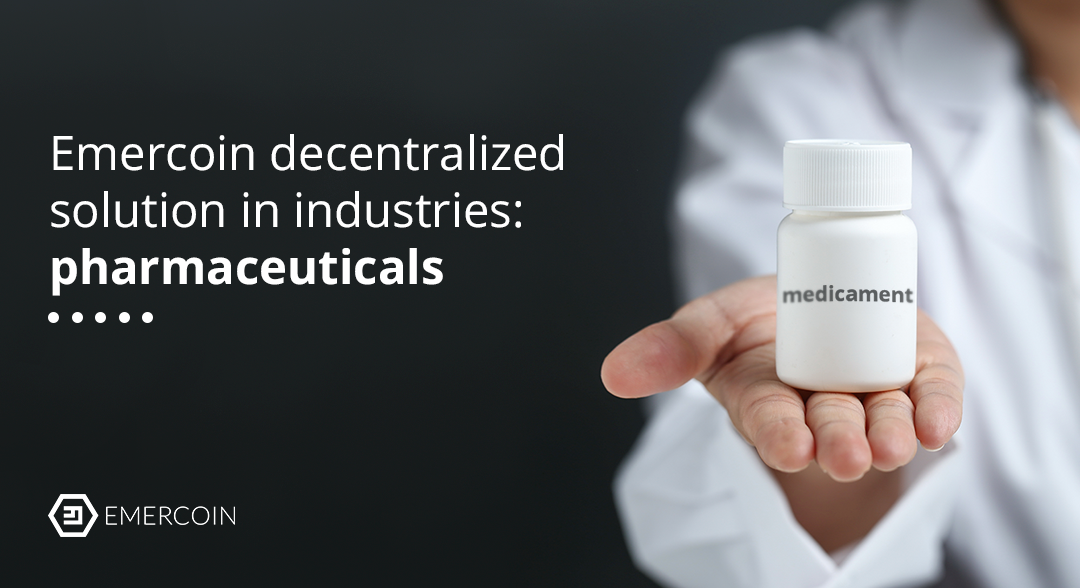 Emercoin decentralized
solution in industries:
pharmaceuticals
medicament
EMERCOIN